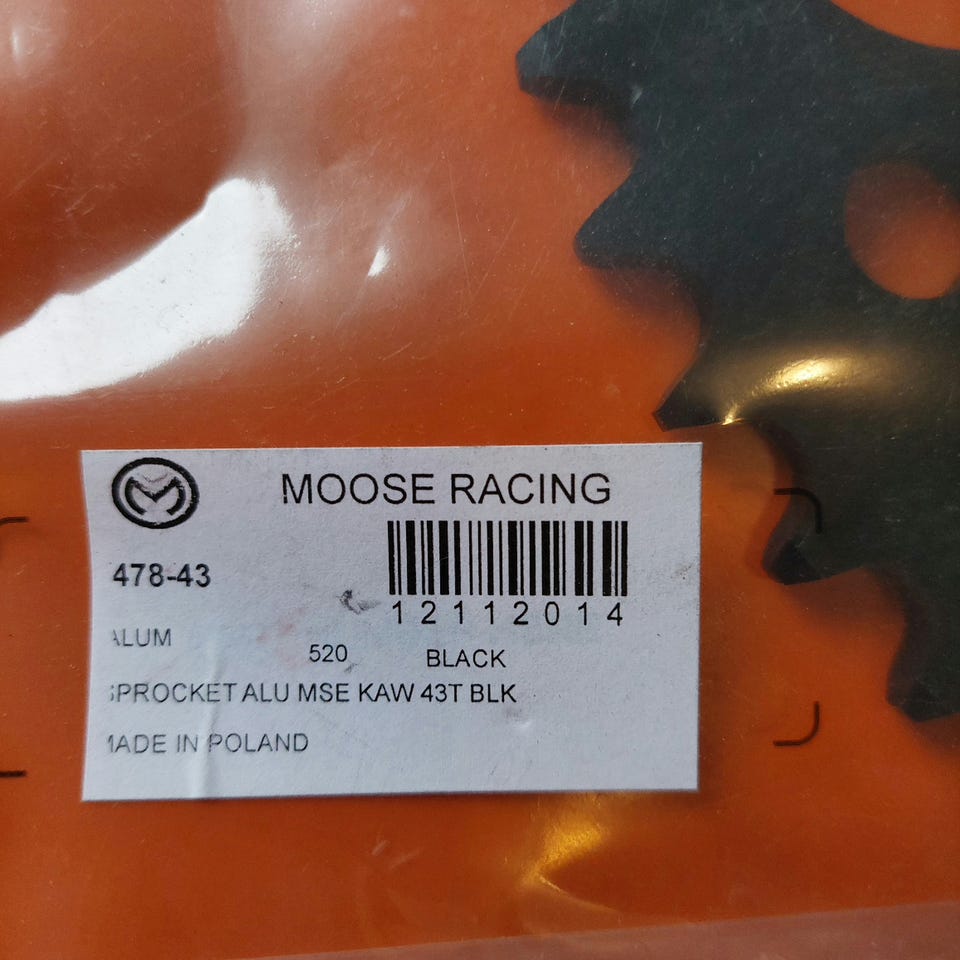 MOOSE RACING
478-43
12112014
ALUM
520 BLACK
SPROCKET ALU MSE KAW 43T BLK
MADE IN POLAND